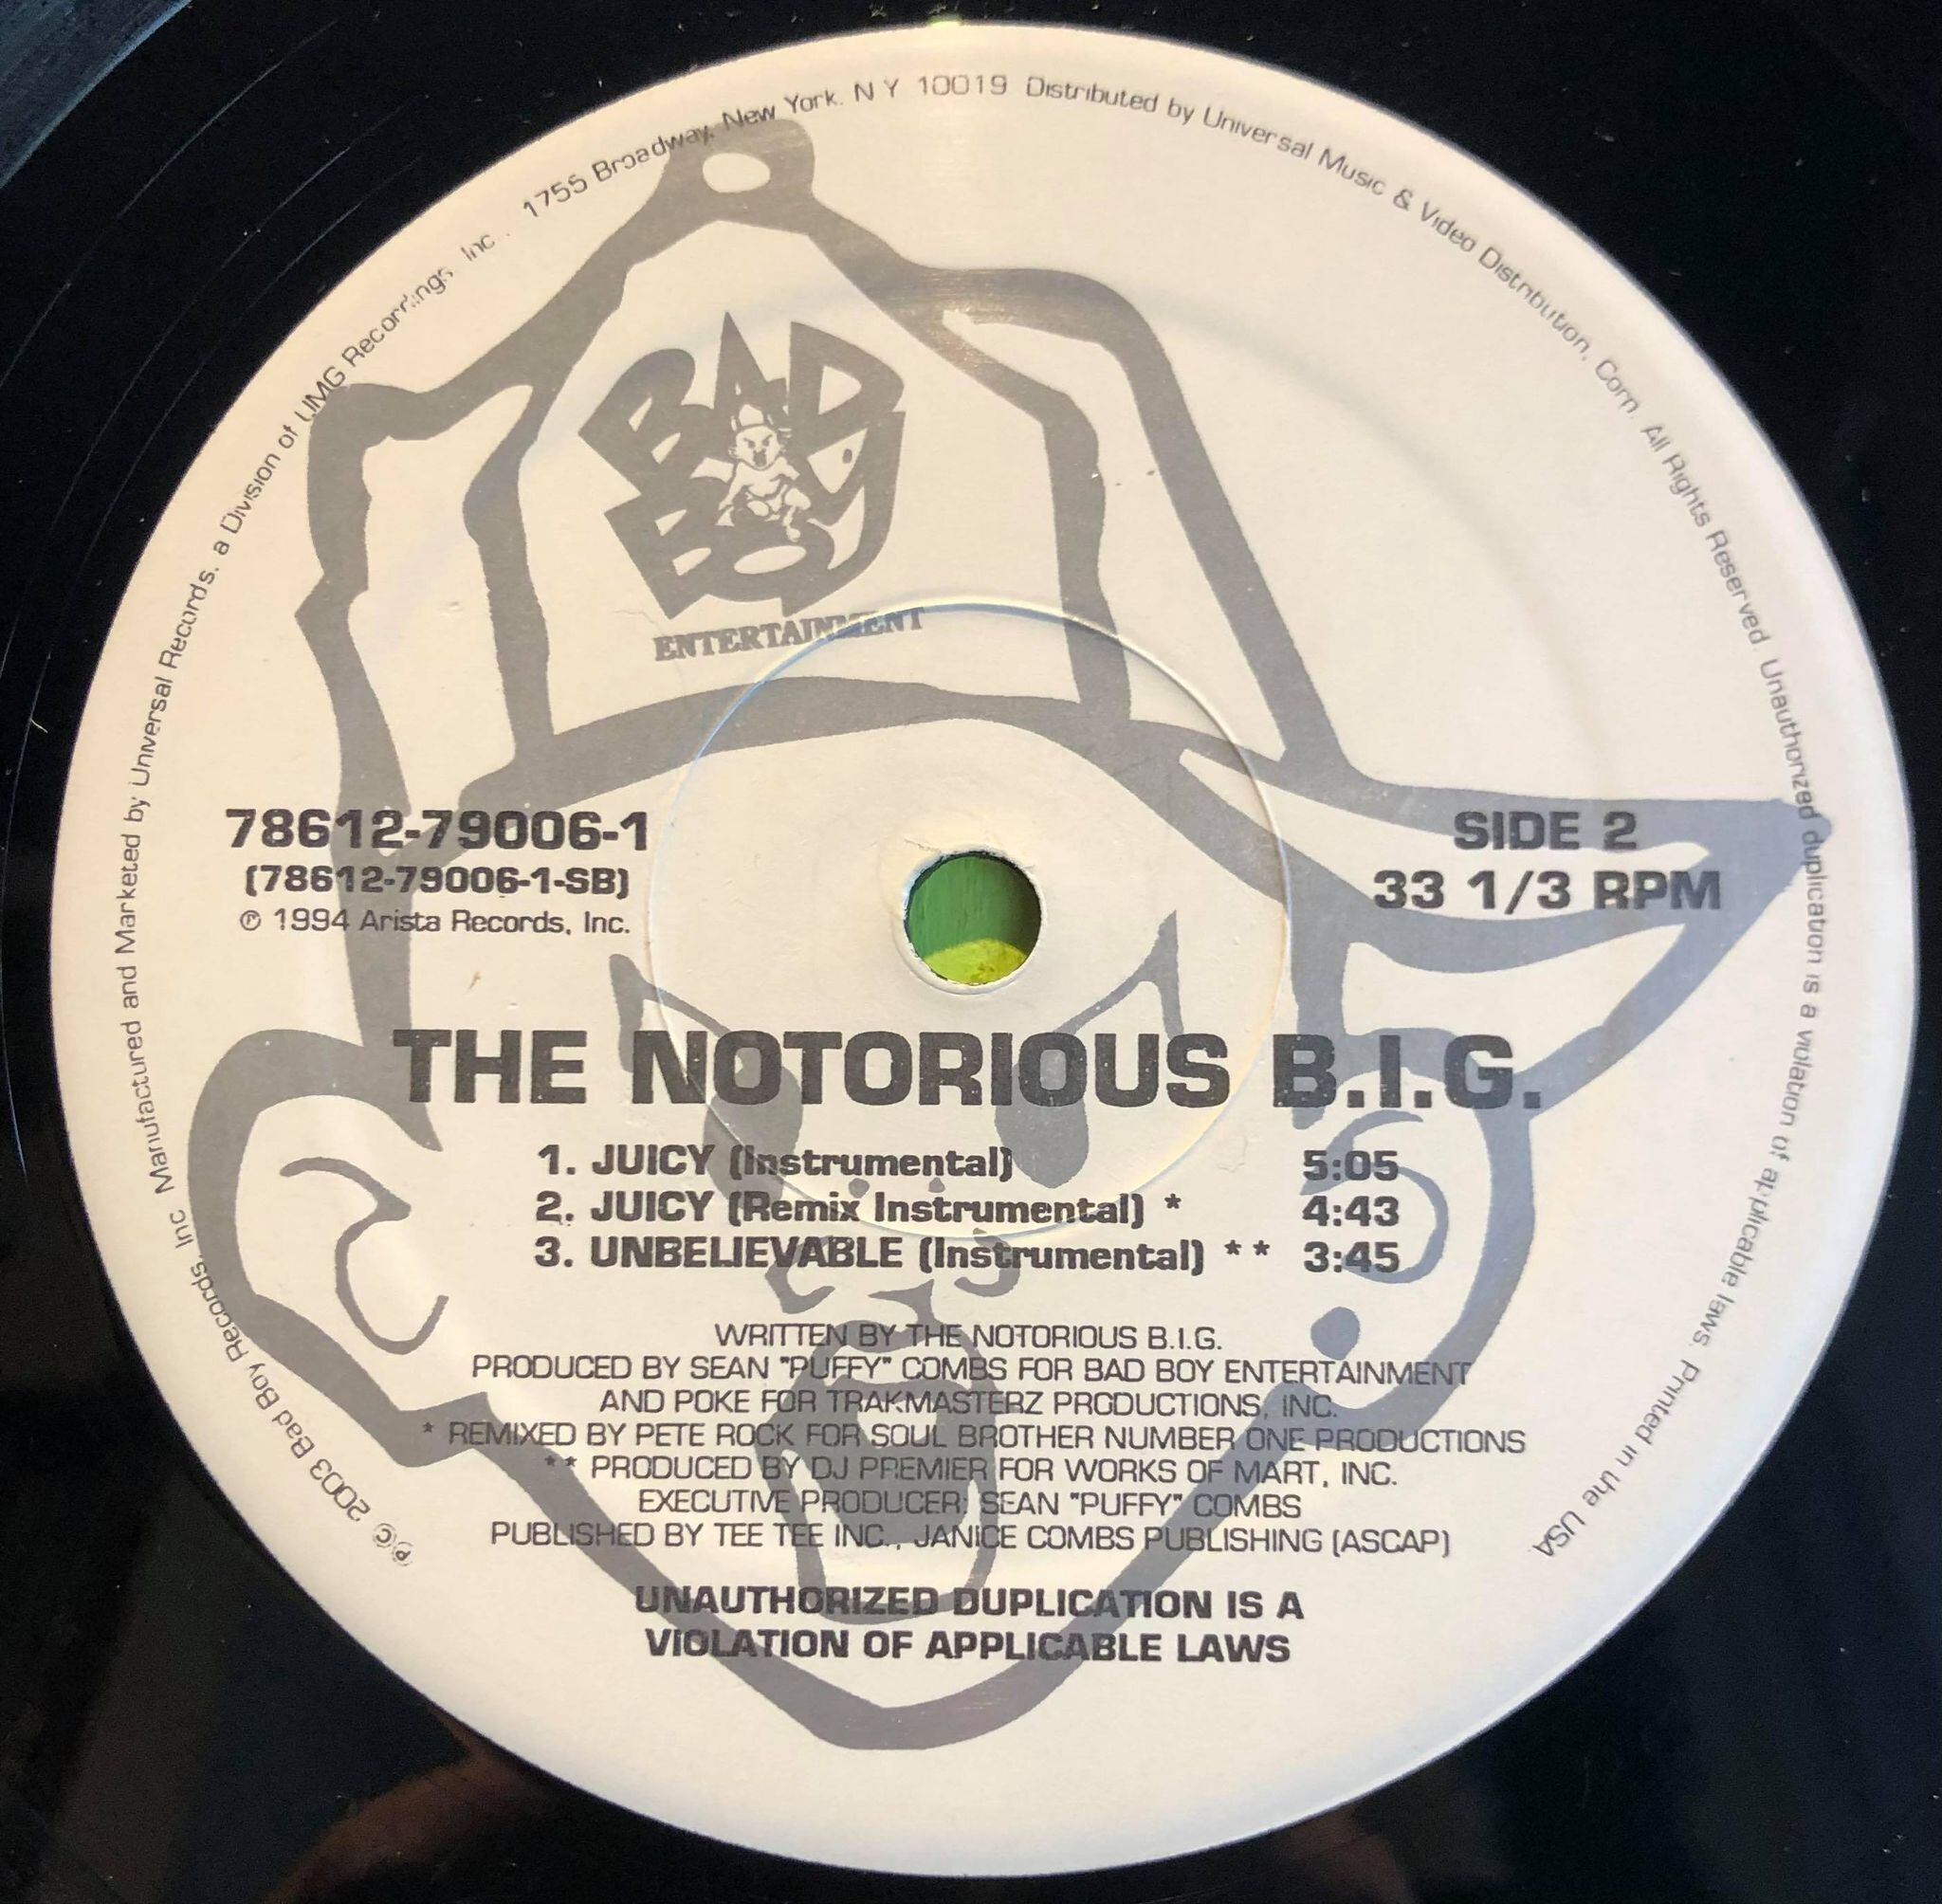 ℗© 2003 Bad Boy Records, Inc Manufactured and Marketed by Universal Records, a Division of UMG Recordings, Inc. 1755 Broadway, New York. N Y 10019 Distributed by Universal Music & Video Distribution, Corp. All Rights Reserved. Unauthorized duplication is a violation of applicable laws. Printed in the USA.
BAD
BOY
ENTERTAINMENT
78612-79006-1
(78612-79006-1-SB)
℗ 1994 Arista Records, Inc.
SIDE 2
33 1/3 RPM
THE NOTORIOUS B.I.G.
1. JUICY (Instrumental) 5:05
2. JUICY (Remix Instrumental) * 4:43
3. UNBELIEVABLE (Instrumental) ** 3:45
WRITTEN BY THE NOTORIOUS B.I.G.
PRODUCED BY SEAN "PUFFY" COMBS FOR BAD BOY ENTERTAINMENT
AND POKE FOR TRAKMASTERZ PRODUCTIONS, INC.
* REMIXED BY PETE ROCK FOR SOUL BROTHER NUMBER ONE PRODUCTIONS
** PRODUCED BY DJ PREMIER FOR WORKS OF MART, INC.
EXECUTIVE PRODUCER: SEAN "PUFFY" COMBS
PUBLISHED BY TEE TEE INC., JANICE COMBS PUBLISHING (ASCAP)
UNAUTHORIZED DUPLICATION IS A
VIOLATION OF APPLICABLE LAWS